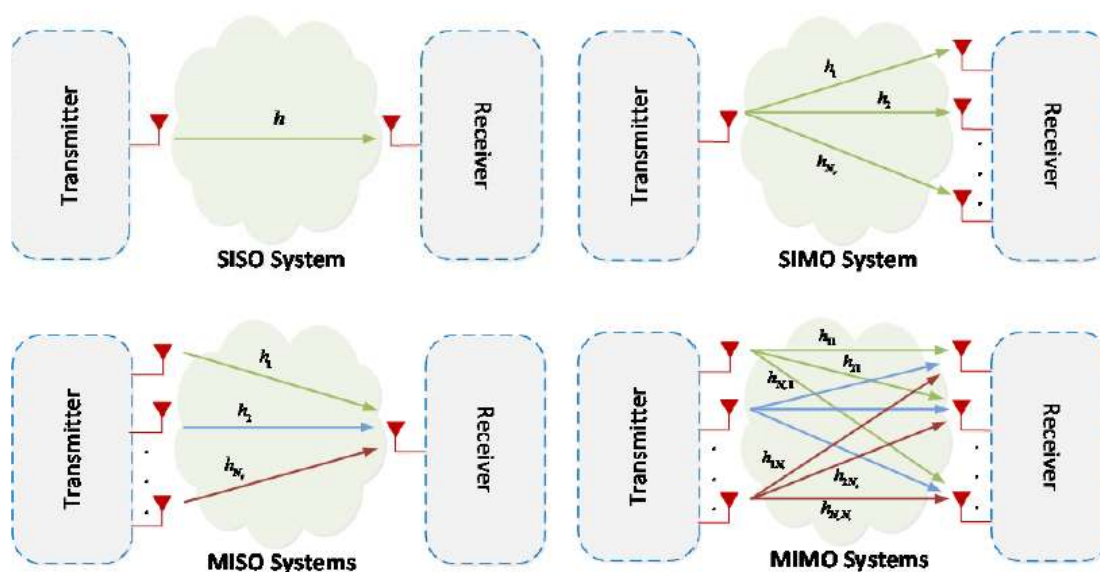 Transmitter
h
Receiver
SISO System
Transmitter
h₁
h₂
Receiver
SIMO System
Transmitter
h₁
h₂
Receiver
MISO Systems
Transmitter
h₁₁
h₂₁
Receiver
MIMO Systems